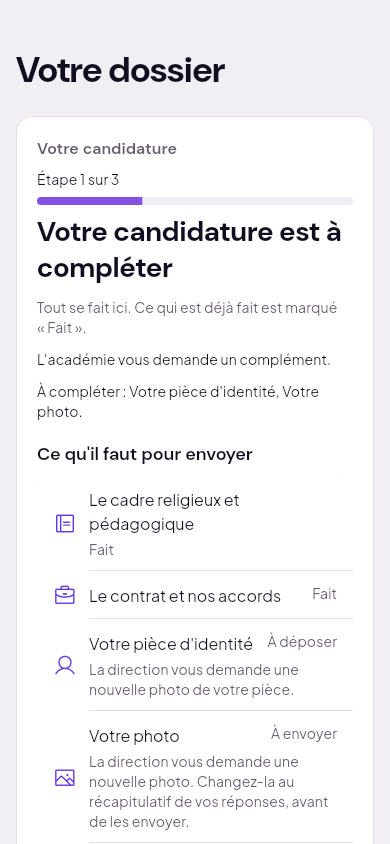 Votre dossier
Votre candidature
Étape 1 sur 3
Votre candidature est à
compléter
Tout se fait ici. Ce qui est déjà fait est marqué
« Fait ».
L'académie vous demande un complément.
À compléter : Votre pièce d'identité, Votre
photo.
Ce qu'il faut pour envoyer
Le cadre religieux et
pédagogique
Fait
Le contrat et nos accords Fait
Votre pièce d'identité À déposer
La direction vous demande une
nouvelle photo de votre pièce.
Votre photo À envoyer
La direction vous demande une
nouvelle photo. Changez-la au
récapitulatif de vos réponses, avant
de les envoyer.